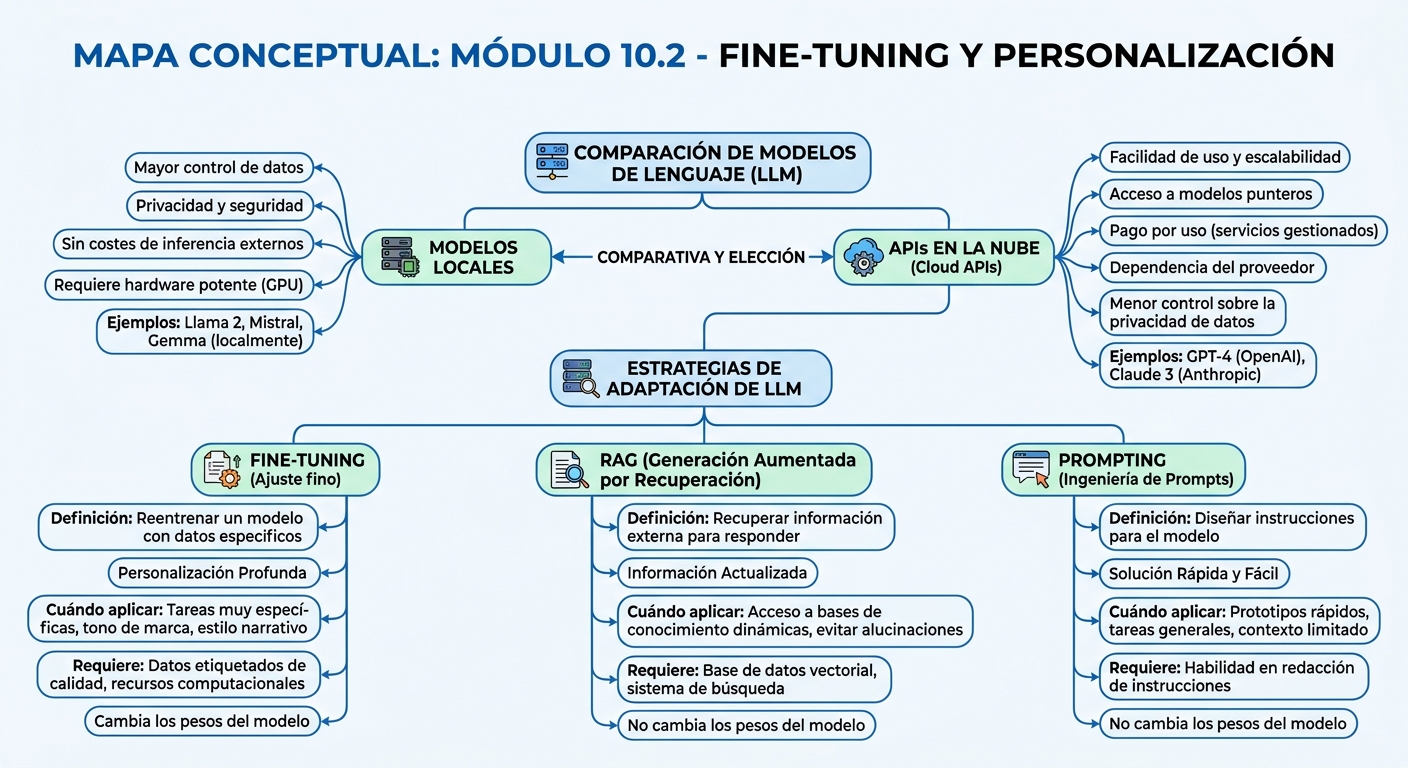 MAPA CONCEPTUAL: MÓDULO 10.2 - FINE-TUNING Y PERSONALIZACIÓN
COMPARACIÓN DE MODELOS
DE LENGUAJE (LLM)
MODELOS
LOCALES
COMPARATIVA Y ELECCIÓN
APIs EN LA NUBE
(Cloud APIs)
Mayor control de datos
Privacidad y seguridad
Sin costes de inferencia externos
Requiere hardware potente (GPU)
Ejemplos: Llama 2, Mistral,
Gemma (localmente)
Facilidad de uso y escalabilidad
Acceso a modelos punteros
Pago por uso (servicios gestionados)
Dependencia del proveedor
Menor control sobre la
privacidad de datos
Ejemplos: GPT-4 (OpenAI),
Claude 3 (Anthropic)
ESTRATEGIAS DE
ADAPTACIÓN DE LLM
FINE-TUNING
(Ajuste fino)
Definición: Reentrenar un modelo
con datos especificos
Personalización Profunda
Cuándo aplicar: Tareas muy especí-
ficas, tono de marca, estilo narrativo
Requiere: Datos etiquetados de
calidad, recursos computacionales
Cambia los pesos del modelo
RAG (Generación Aumentada
por Recuperación)
Definición: Recuperar información
externa para responder
Información Actualizada
Cuándo aplicar: Acceso a bases de
conocimiento dinámicas, evitar alucinaciones
Requiere: Base de datos vectorial,
sistema de búsqueda
No cambia los pesos del modelo
PROMPTING
(Ingeniería de Prompts)
Definición: Diseñar instrucciones
para el modelo
Solución Rápida y Fácil
Cuándo aplicar: Prototipos rápidos,
tareas generales, contexto limitado
Requiere: Habilidad en redacción
de instrucciones
No cambia los pesos del modelo